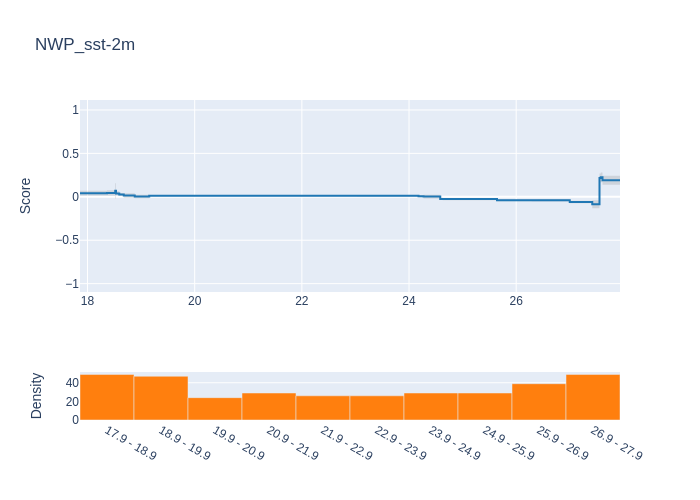 NWP_sst-2m
Score
1
0.5
0
−0.5
−1
18 20 22 24 26
Density
40
20
0
17.9 - 18.9
18.9 - 19.9
19.9 - 20.9
20.9 - 21.9
21.9 - 22.9
22.9 - 23.9
23.9 - 24.9
24.9 - 25.9
25.9 - 26.9
26.9 - 27.9